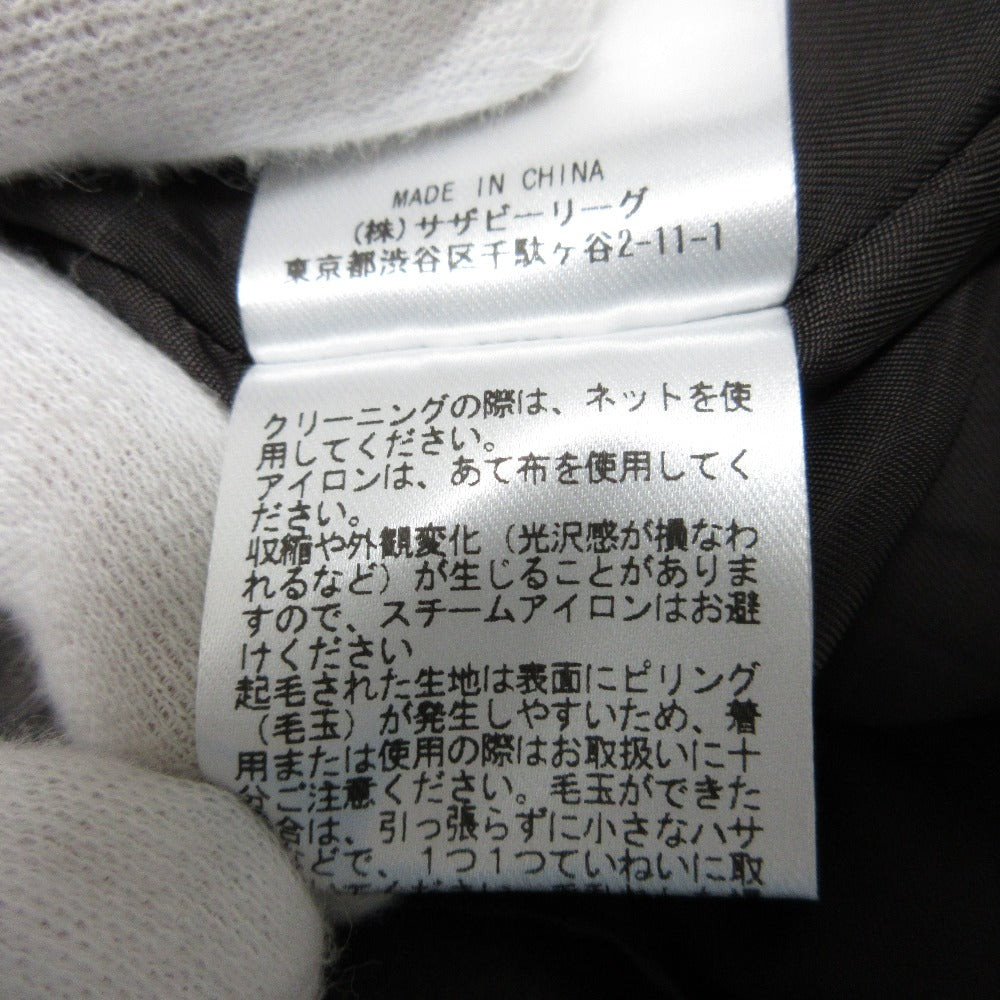 MADE IN CHINA
(株)サザビーリーグ
東京都渋谷区千駄ヶ谷2-11-1
クリーニングの際は、ネットを使
用してください。
アイロンは、あて布を使用してく
ださい。
収縮や外観変化(光沢感が損なわ
れるなど)が生じることがありま
すので、スチームアイロンはお避
けください
起毛された生地は表面にピリング
(毛玉)が発生しやすいため、着
用または使用の際はお取扱いに十
分ご注意ください。毛玉ができた
合は、引っ張らずに小さなハサ
などで、1つ1つていねいに取